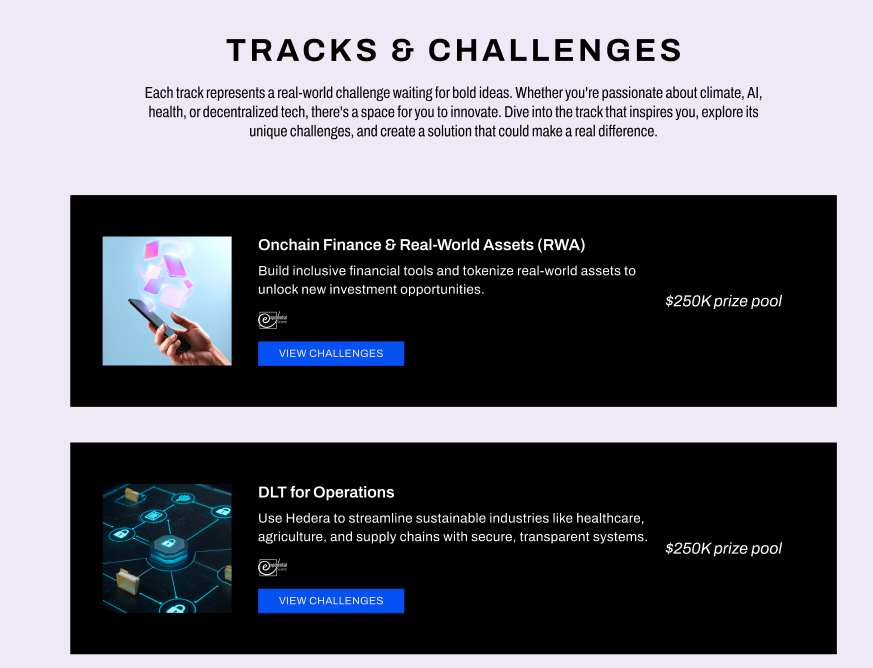 TRACKS & CHALLENGES
Each track represents a real-world challenge waiting for bold ideas. Whether you're passionate about climate, AI,
health, or decentralized tech, there's a space for you to innovate. Dive into the track that inspires you, explore its
unique challenges, and create a solution that could make a real difference.
Onchain Finance & Real-World Assets (RWA)
Build inclusive financial tools and tokenize real-world assets to
unlock new investment opportunities.
$250K prize pool
VIEW CHALLENGES
DLT for Operations
Use Hedera to streamline sustainable industries like healthcare,
agriculture, and supply chains with secure, transparent systems.
$250K prize pool
VIEW CHALLENGES